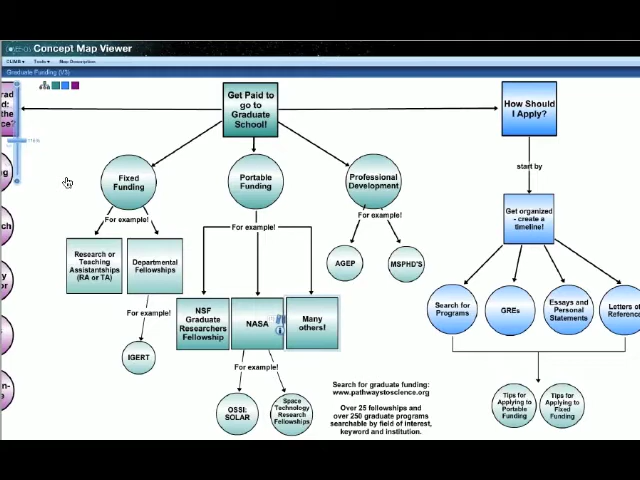 Concept Map Viewer
CLIMB
Tools
Map Description
Graduate Funding (V3)
Get Paid to
go to
Graduate
School!
How Should
I Apply?
start by
Get organized
- create a
timeline!
Fixed
Funding
Portable
Funding
Professional
Development
For example!
For example!
For example!
Research or
Teaching
Assistantships
(RA or TA)
Departmental
Fellowships
AGEP
MSPHD'S
For example!
IGERT
NSF
Graduate
Researchers
Fellowship
NASA
Many
others!
For example!
OSSI:
SOLAR
Space
Technology
Research
Fellowships
Search for
Programs
GREs
Essays and
Personal
Statements
Letters of
Reference
Tips for
Applying to
Portable
Funding
Tips for
Applying to
Fixed
Funding
Search for graduate funding:
www.pathwaystoscience.org
Over 25 fellowships and
over 250 graduate programs
searchable by field of interest,
keyword and institution.